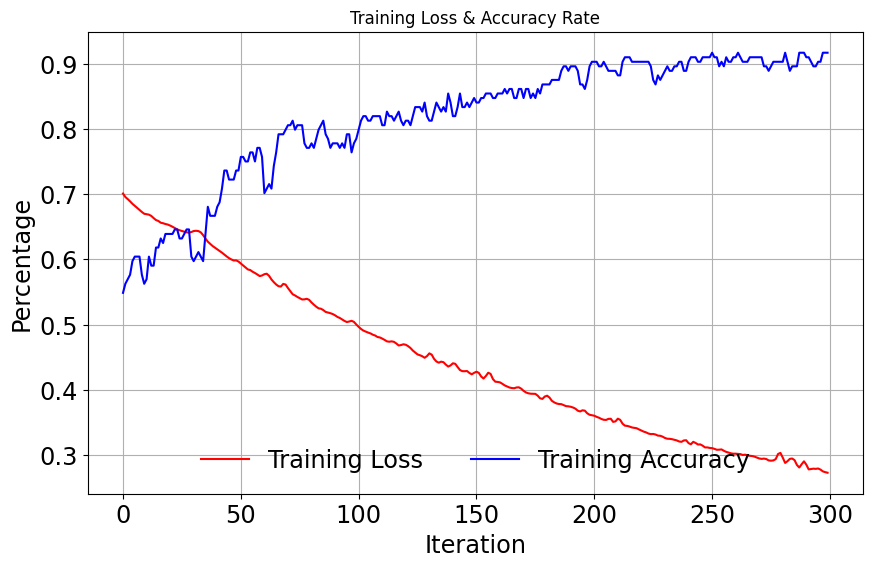 Training Loss & Accuracy Rate
Percentage
0.9
0.8
0.7
0.6
0.5
0.4
0.3
Training Loss Training Accuracy
0 50 100 150 200 250 300
Iteration